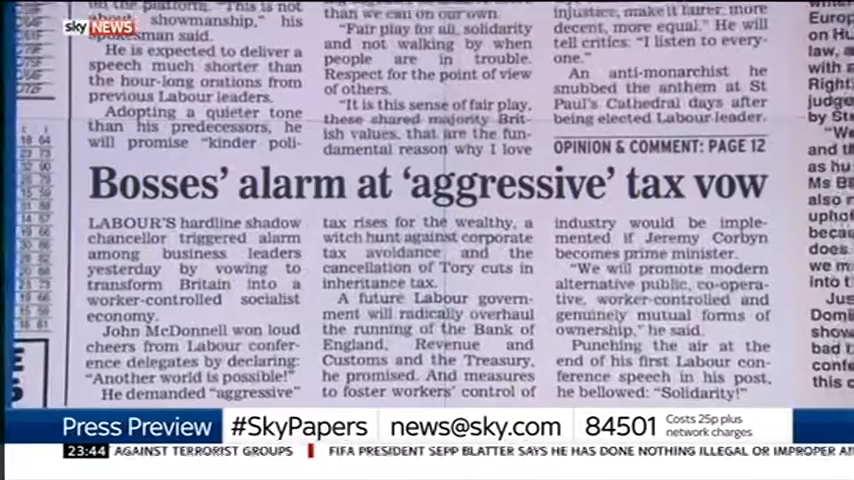 sky NEWS
on the platform. "This is not
about showmanship," his
spokesman said.
He is expected to deliver a
speech much shorter than
the hour-long orations from
previous Labour leaders.
Adopting a quieter tone
than his predecessors, he
will promise "kinder poli-
than we can on our own.
"Fair play for all, solidarity
and not walking by when
people are in trouble.
Respect for the point of view
of others.
"It is this sense of fair play,
these shared majority Brit-
ish values, that are the fun-
damental reason why I love
injustice, make it fairer, more
decent, more equal." He will
tell critics: "I listen to every-
one."
An anti-monarchist he
snubbed the anthem at St
Paul's Cathedral days after
being elected Labour leader.
OPINION & COMMENT: PAGE 12
Bosses' alarm at 'aggressive' tax vow
LABOUR'S hardline shadow
chancellor triggered alarm
among business leaders
yesterday by vowing to
transform Britain into a
worker-controlled socialist
economy.
John McDonnell won loud
cheers from Labour confer-
ence delegates by declaring:
"Another world is possible!"
He demanded "aggressive"
tax rises for the wealthy, a
witch hunt against corporate
tax avoidance and the
cancellation of Tory cuts in
inheritance tax.
A future Labour govern-
ment will radically overhaul
the running of the Bank of
England, Revenue and
Customs and the Treasury,
he promised. And measures
to foster workers' control of
industry would be imple-
mented if Jeremy Corbyn
becomes prime minister.
"We will promote modern
alternative public, co-opera-
tive, worker-controlled and
genuinely mutual forms of
ownership," he said.
Punching the air at the
end of his first Labour con-
ference speech in his post,
he bellowed: "Solidarity!"
Press Preview #SkyPapers news@sky.com 84501 Costs 25p plus
network charges
23:44 AGAINST TERRORIST GROUPS FIFA PRESIDENT SEPP BLATTER SAYS HE HAS DONE NOTHING ILLEGAL OR IMPROPER